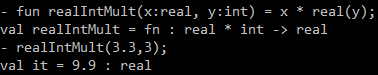 - fun realIntMult(x:real, y:int) = x * real(y);
val realIntMult = fn : real * int -> real
- realIntMult(3.3,3);
val it = 9.9 : real